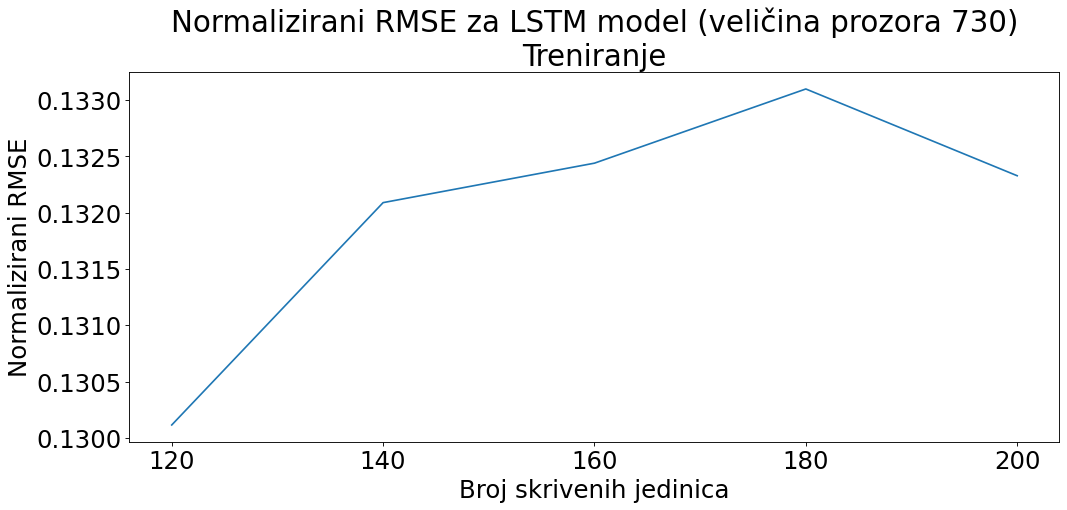 Normalizirani RMSE za LSTM model (veličina prozora 730)
Treniranje
Normalizirani RMSE
0.1330
0.1325
0.1320
0.1315
0.1310
0.1305
0.1300
120 140 160 180 200
Broj skrivenih jedinica